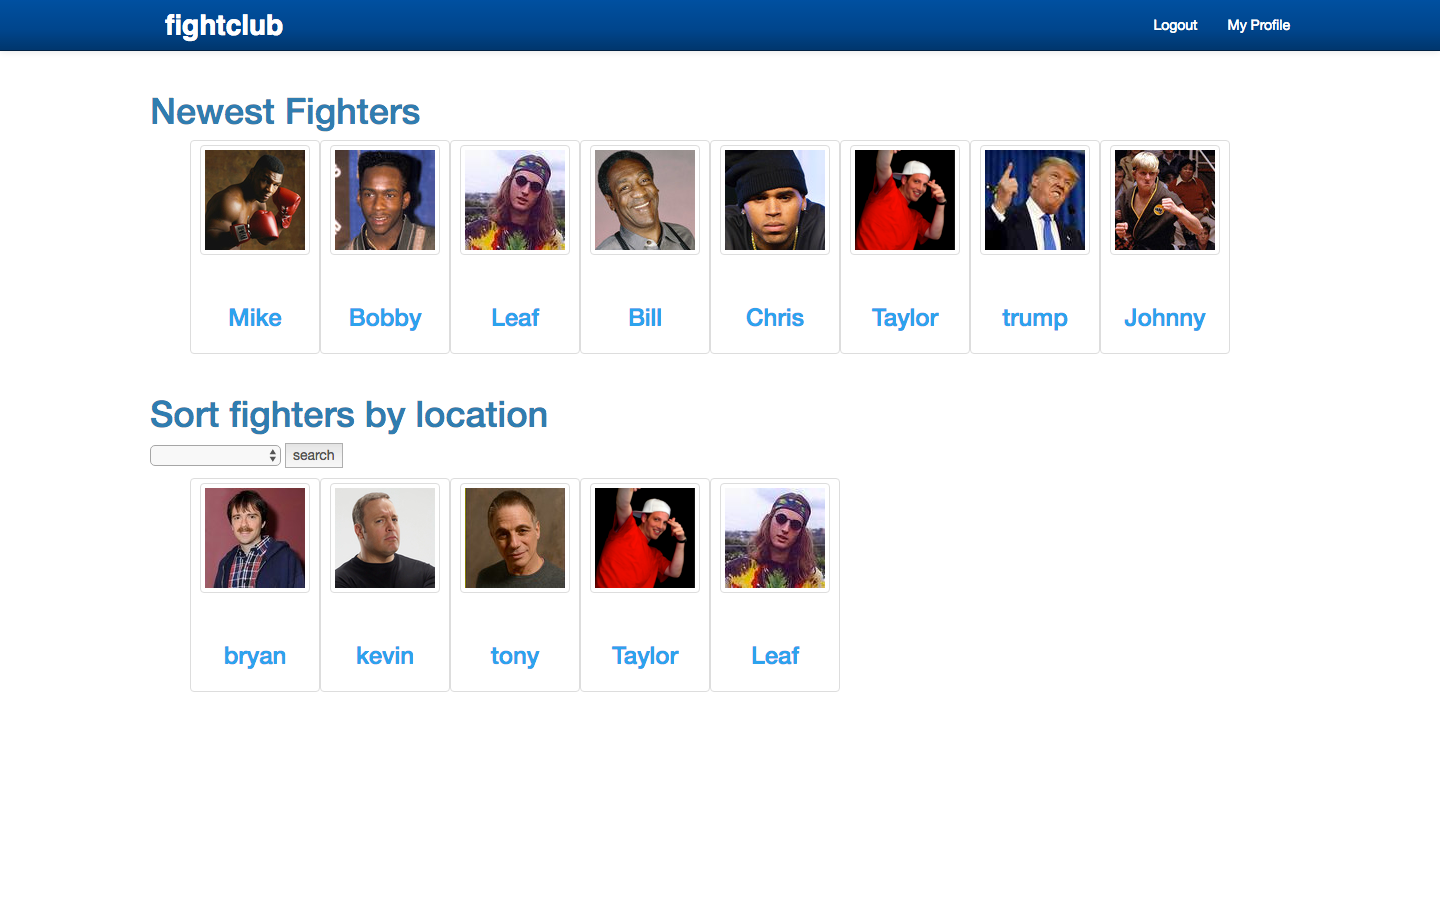 fightclub
Logout My Profile
Newest Fighters
Mike Bobby Leaf Bill Chris Taylor trump Johnny
Sort fighters by location
search
bryan kevin tony Taylor Leaf